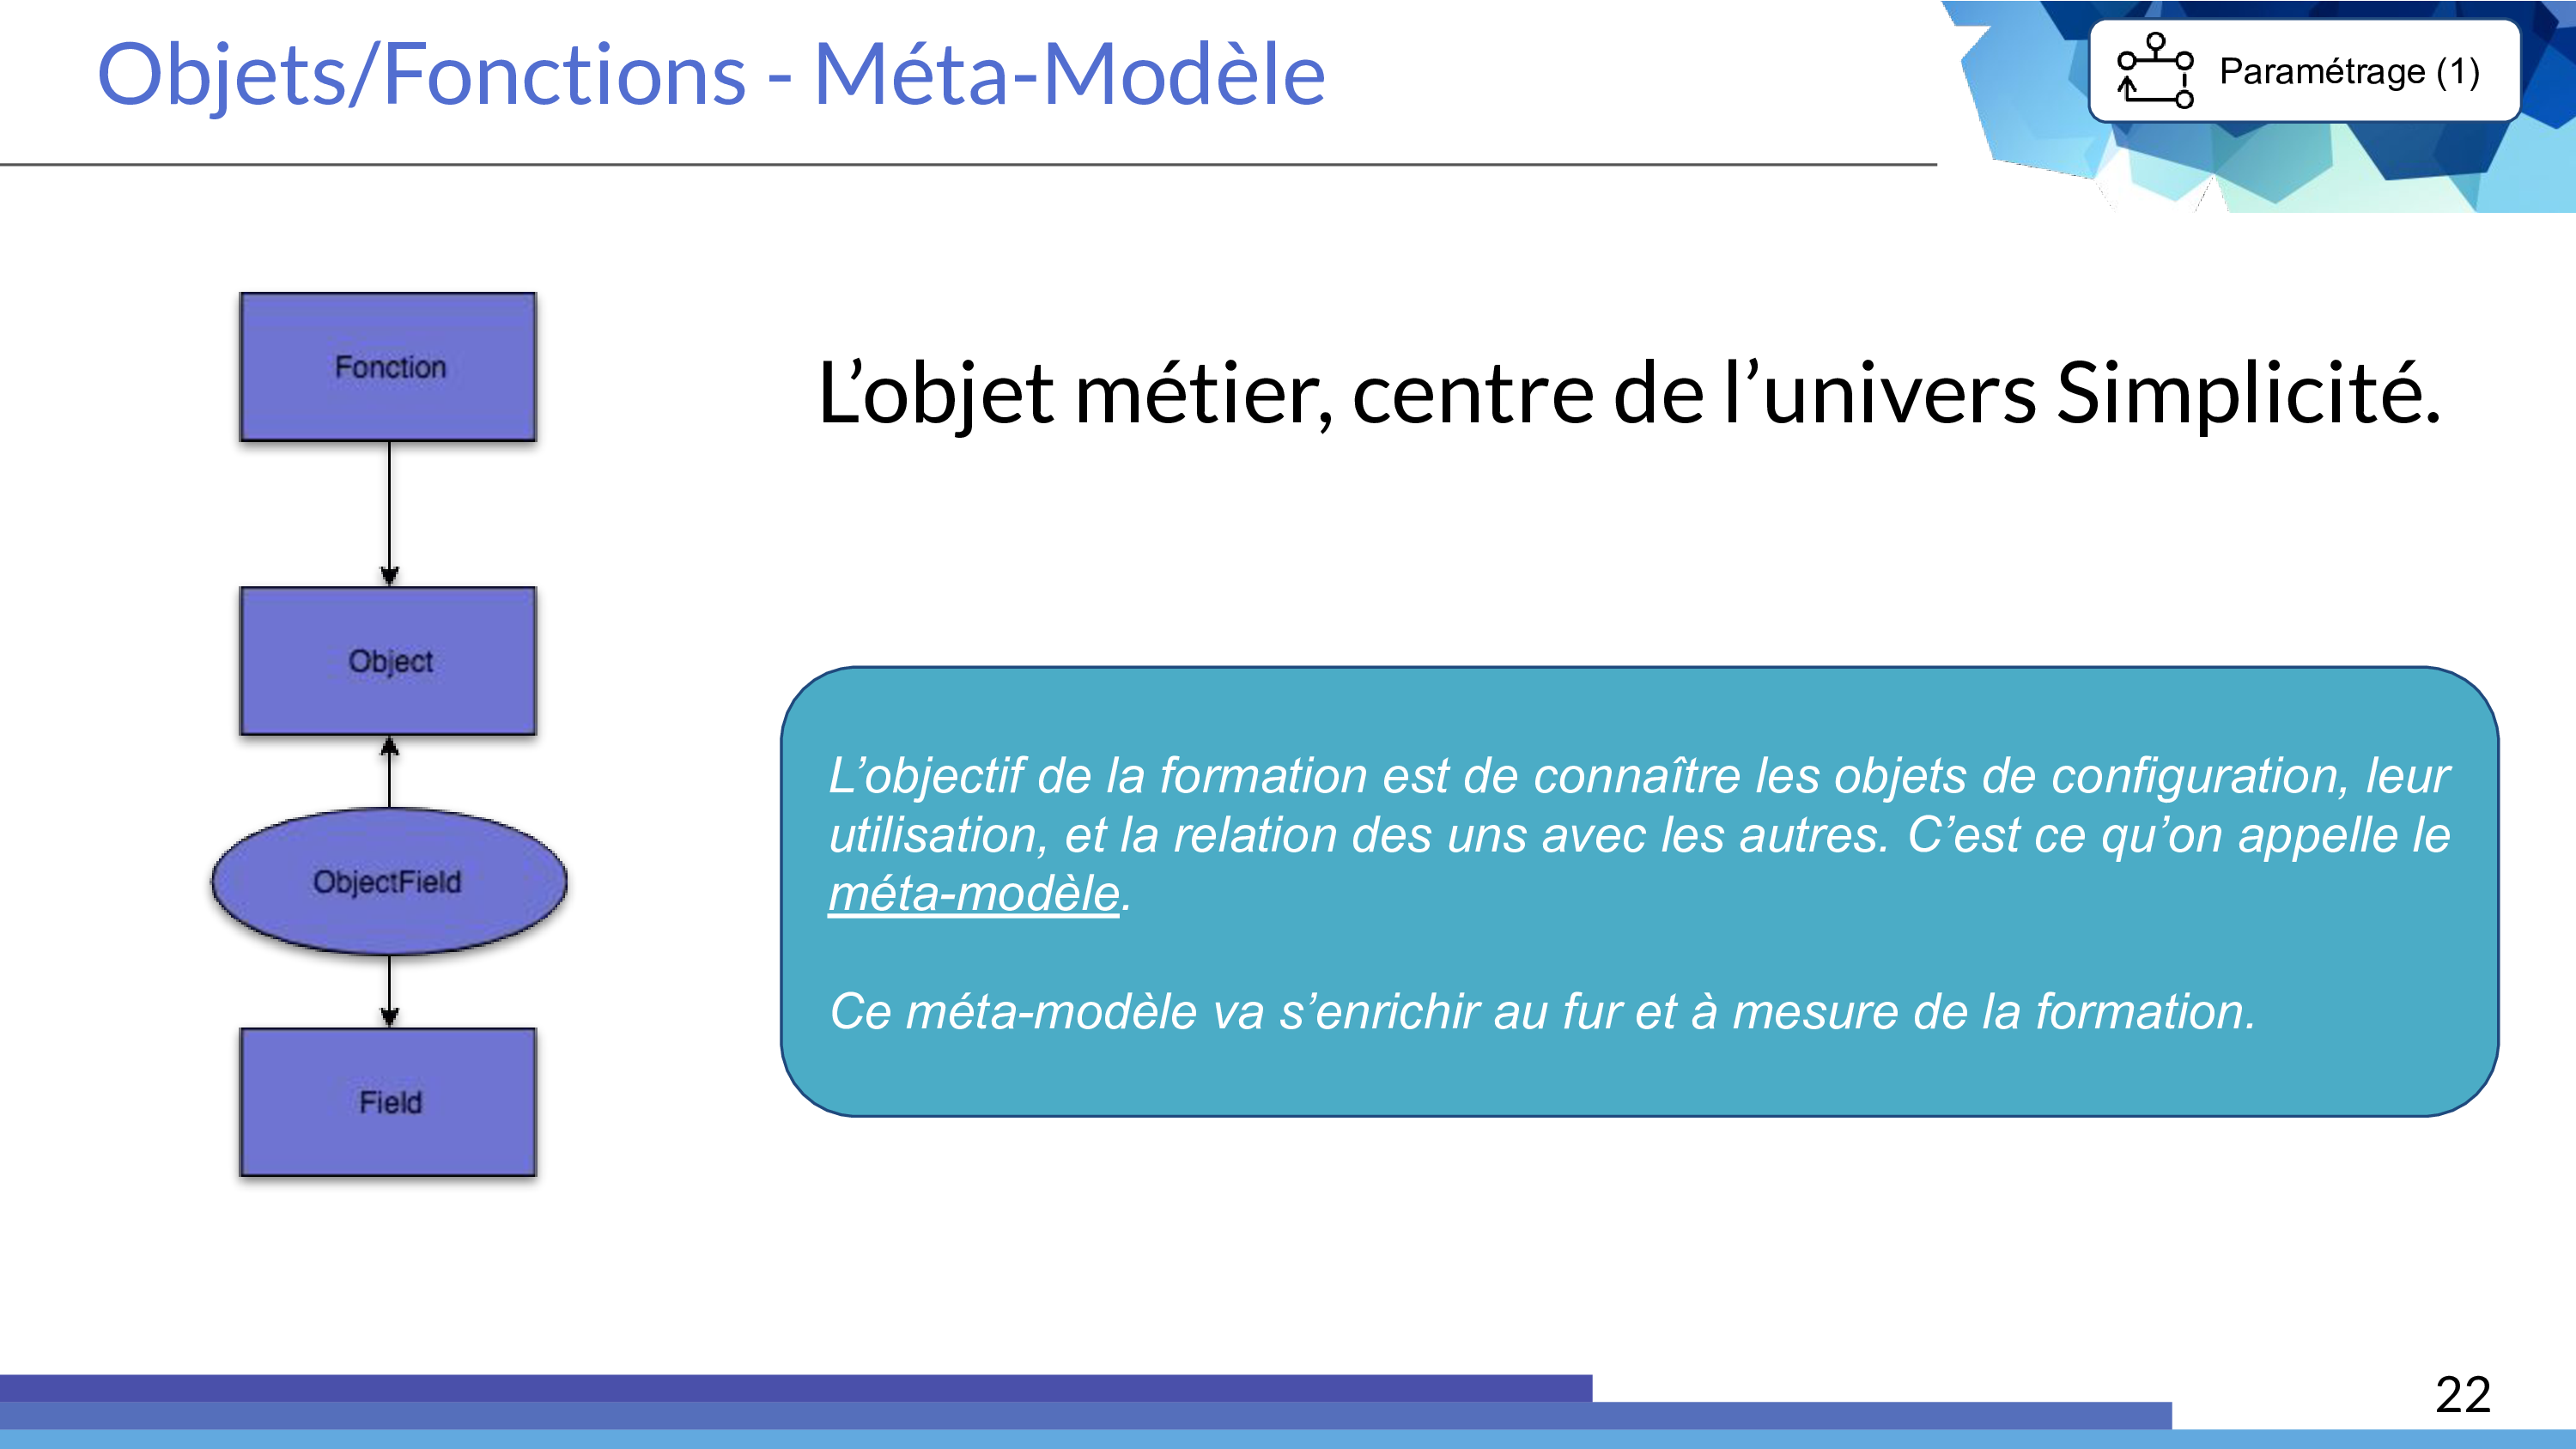 Objets/Fonctions - Méta-Modèle
Paramétrage (1)
Fonction
Object
ObjectField
Field
L’objet métier, centre de l’univers Simplicité.
L’objectif de la formation est de connaître les objets de configuration, leur
utilisation, et la relation des uns avec les autres. C’est ce qu’on appelle le
méta-modèle.
Ce méta-modèle va s’enrichir au fur et à mesure de la formation.
22